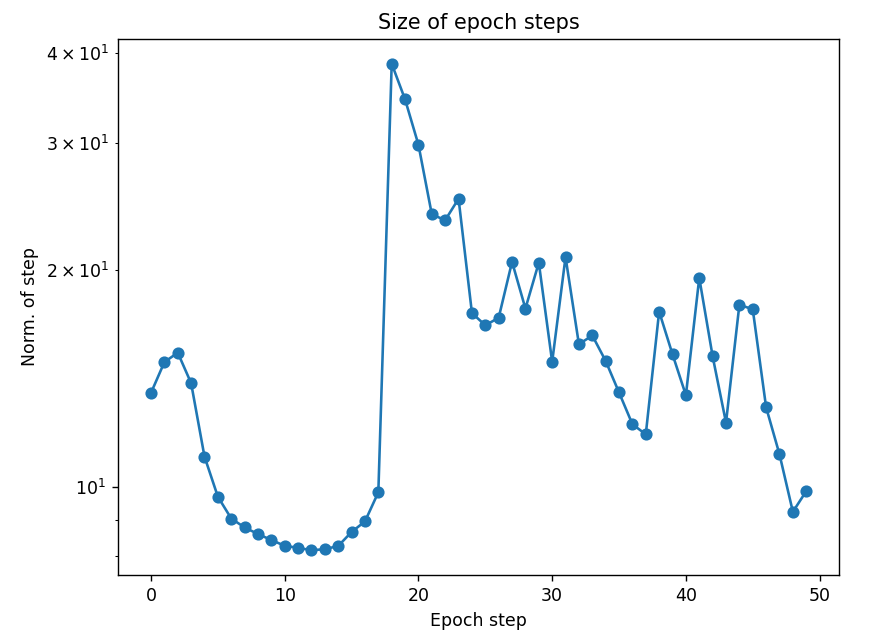 Size of epoch steps
4 × 10¹
3 × 10¹
2 × 10¹
10¹
Norm. of step
0 10 20 30 40 50
Epoch step